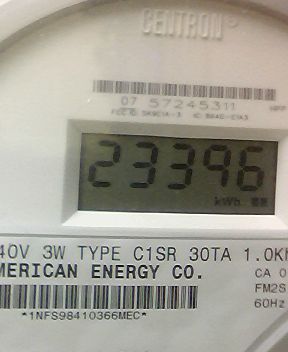 CENTRON
07 57245311
23396
kWh
40V 3W TYPE C1SR 30TA 1.0Kh
MERICAN ENERGY CO.
CA 0
FM2S
60Hz
*1NFS98410366MEC*